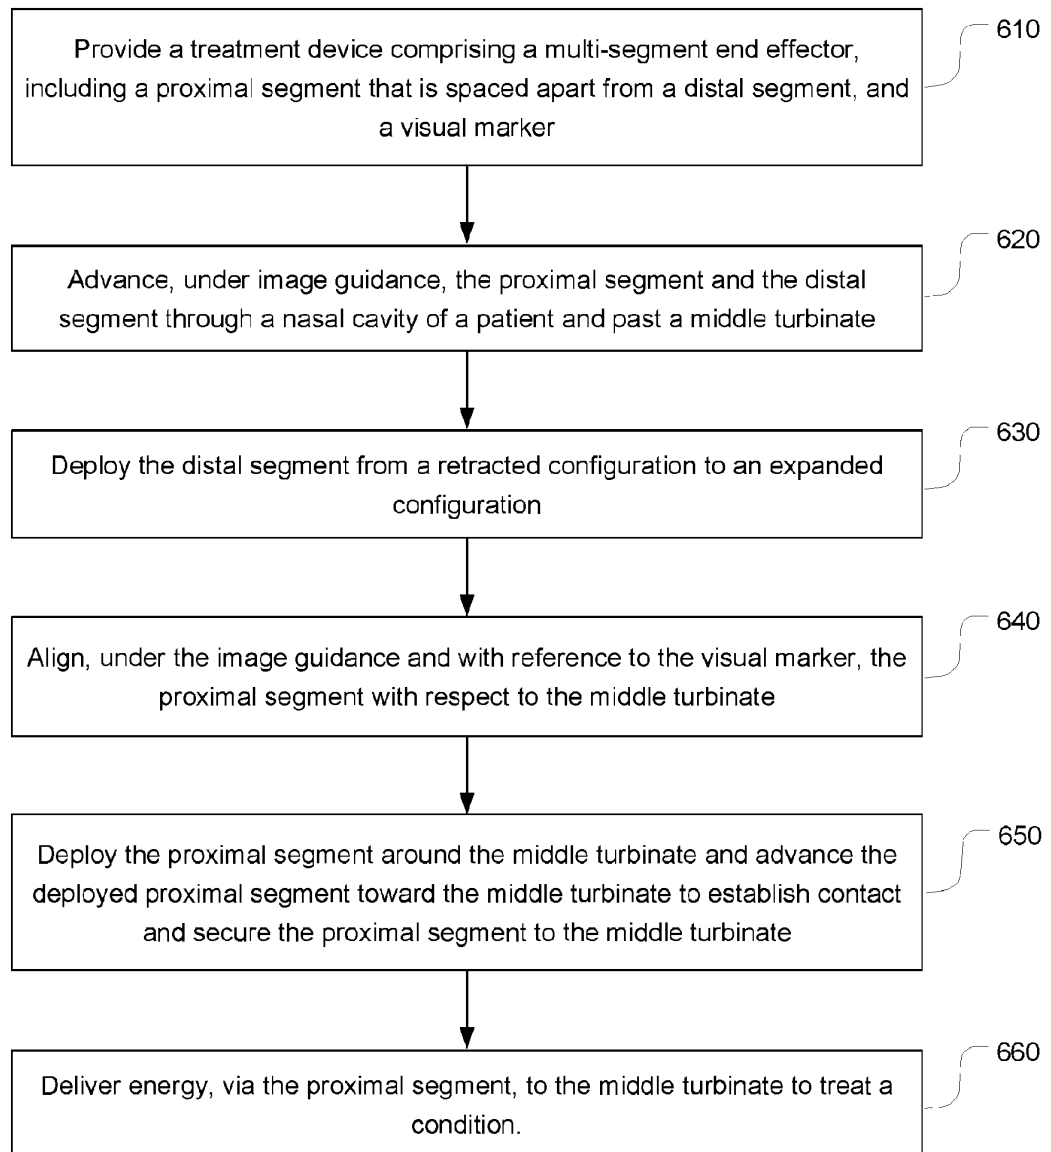 610
Provide a treatment device comprising a multi-segment end effector,
including a proximal segment that is spaced apart from a distal segment, and
a visual marker
620
Advance, under image guidance, the proximal segment and the distal
segment through a nasal cavity of a patient and past a middle turbinate
630
Deploy the distal segment from a retracted configuration to an expanded
configuration
640
Align, under the image guidance and with reference to the visual marker, the
proximal segment with respect to the middle turbinate
650
Deploy the proximal segment around the middle turbinate and advance the
deployed proximal segment toward the middle turbinate to establish contact
and secure the proximal segment to the middle turbinate
660
Deliver energy, via the proximal segment, to the middle turbinate to treat a
condition.